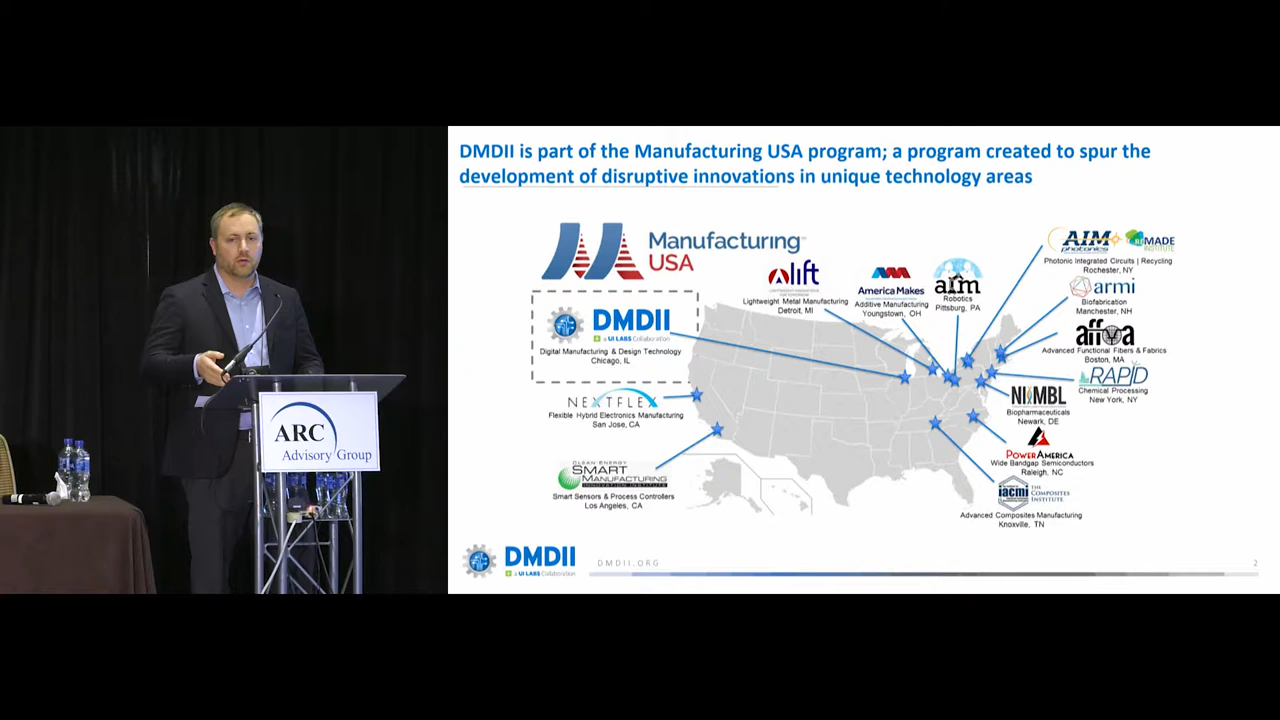 DMDII is part of the Manufacturing USA program; a program created to spur the
development of disruptive innovations in unique technology areas
Manufacturing
USA
DMDII
a UI LABS Collaboration
Digital Manufacturing & Design Technology
Chicago, IL
NEXTFLEX
Flexible Hybrid Electronics Manufacturing
San Jose, CA
CLEAN ENERGY
SMART
MANUFACTURING
INNOVATION INSTITUTE
Smart Sensors & Process Controllers
Los Angeles, CA
lift
Lightweight Metal Manufacturing
Detroit, MI
America Makes
Additive Manufacturing
Youngstown, OH
arm
Robotics
Pittsburg, PA
AIM
photonics
REMADE
INSTITUTE
Photonic Integrated Circuits | Recycling
Rochester, NY
armi
Biofabrication
Manchester, NH
affoa
Advanced Functional Fibers & Fabrics
Boston, MA
RAPID
Chemical Processing
New York, NY
NIIMBL
Biopharmaceuticals
Newark, DE
POWERAMERICA
Wide Bandgap Semiconductors
Raleigh, NC
iacmi
THE
COMPOSITES
INSTITUTE
Advanced Composites Manufacturing
Knoxville, TN
DMDII
a UI LABS Collaboration
DMDII.ORG
2
ARC
Advisory Group